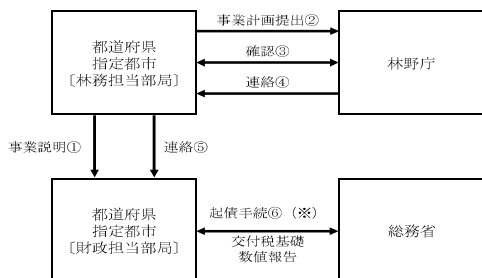 事業計画提出②
都道府県
指定都市
〔林務担当部局〕
確認③
林野庁
連絡④
事業説明①
連絡⑤
都道府県
指定都市
〔財政担当部局〕
起債手続⑥（※）
交付税基礎
数値報告
総務省